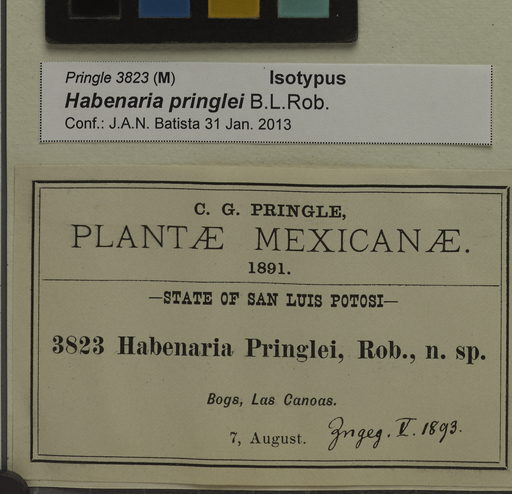 Pringle 3823 (M) Isotypus
Habenaria pringlei B.L.Rob.
Conf.: J.A.N. Batista 31 Jan. 2013
C. G. PRINGLE,
PLANTÆ MEXICANÆ.
1891.
—STATE OF SAN LUIS POTOSI—
3823 Habenaria Pringlei, Rob., n. sp.
Bogs, Las Canoas.
7, August. Zugeg. V. 1893.